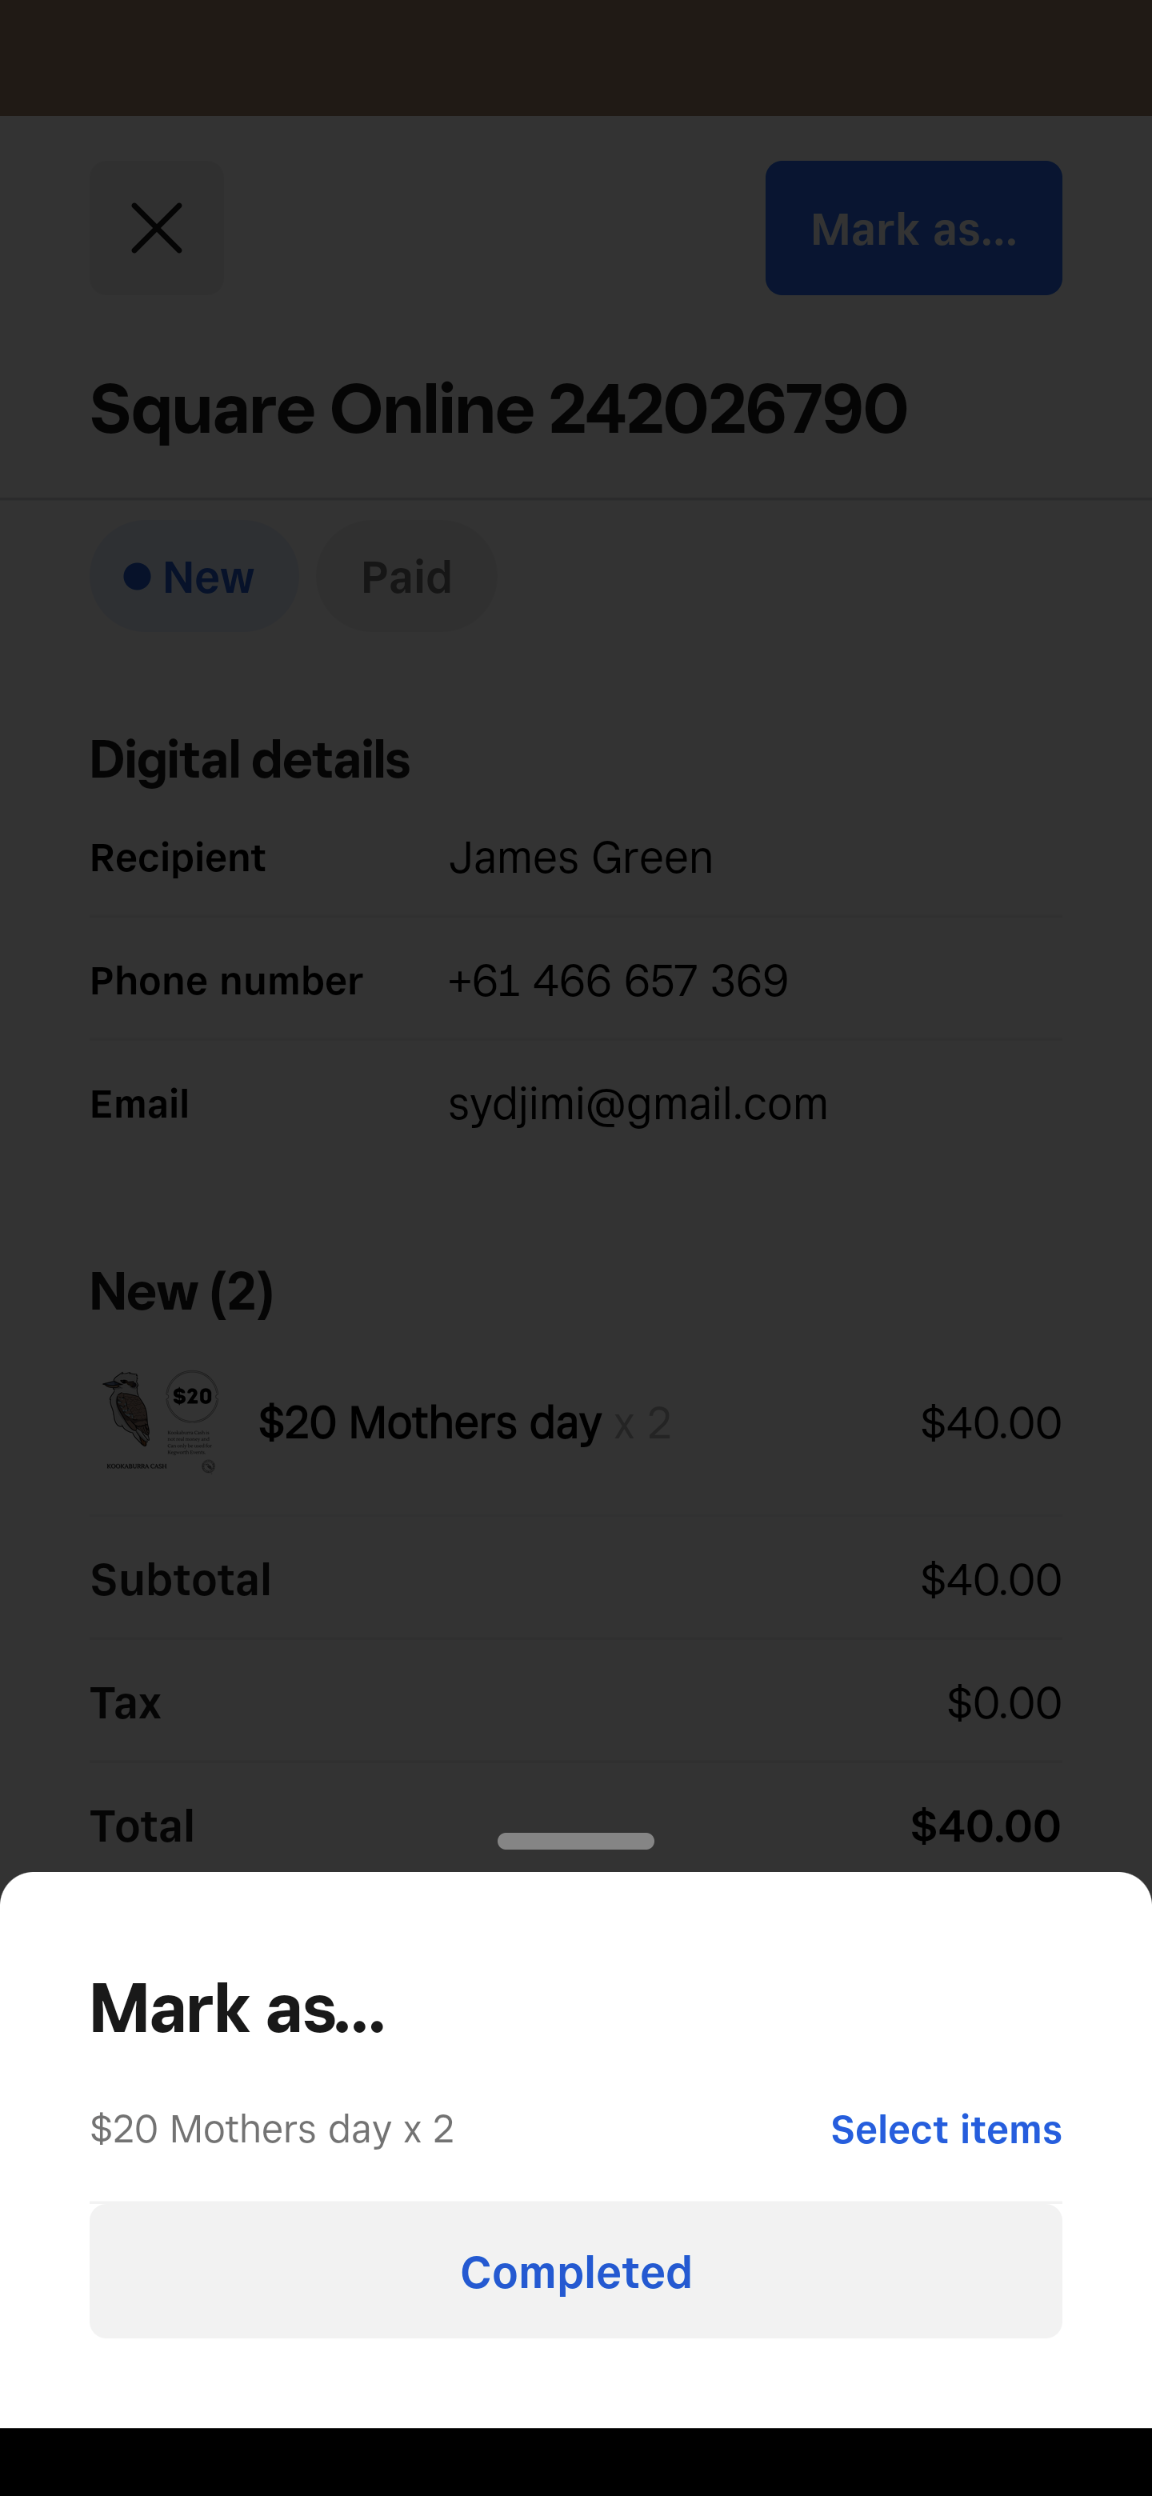 Mark as...
Square Online 242026790
New Paid
Digital details
Recipient James Green
Phone number +61 466 657 369
Email sydjimi@gmail.com
New (2)
$20
$20 Mothers day x 2 $40.00
KOOKABURRA CASH
Subtotal $40.00
Tax $0.00
Total $40.00
Mark as...
$20 Mothers day x 2 Select items
Completed